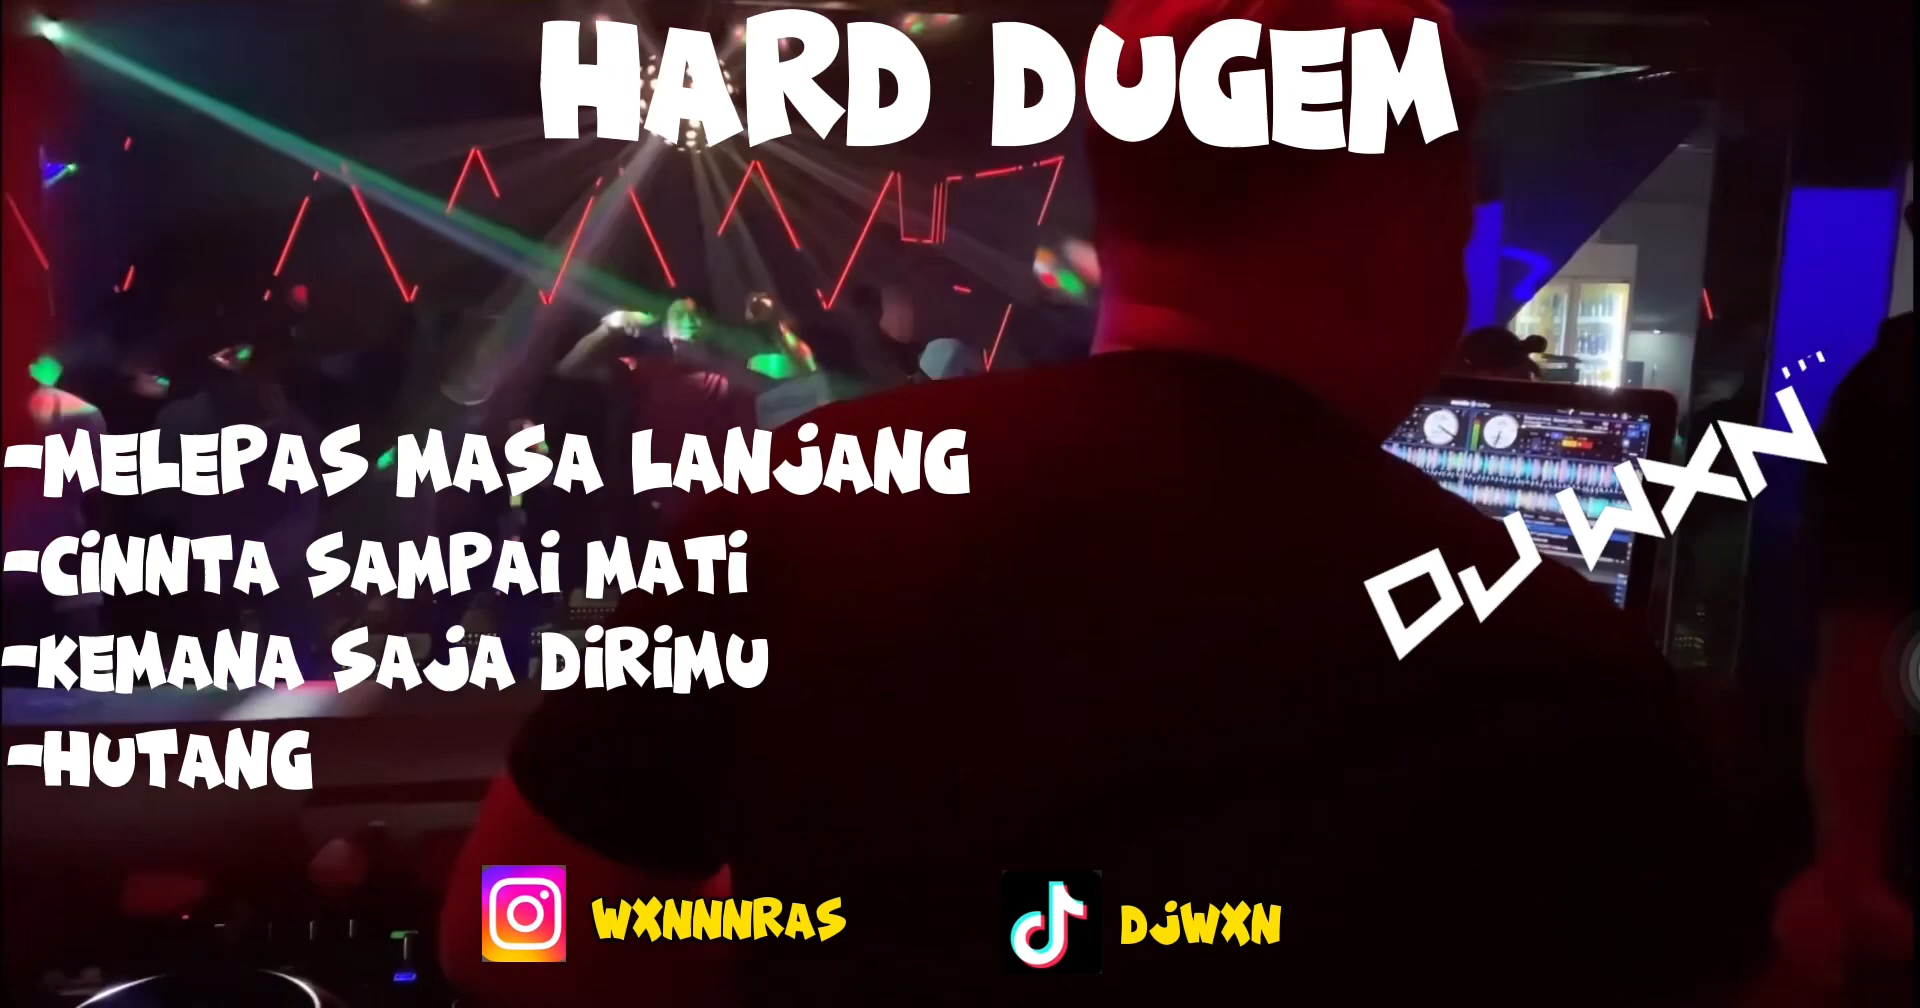 HARD DUGEM
-MELEPAS MASA LANJANG
-CINNTA SAMPAI MATI
-KEMANA SAJA DIRIMU
-HUTANG
DJ WXN...
WXNNNRAS
DJWXN